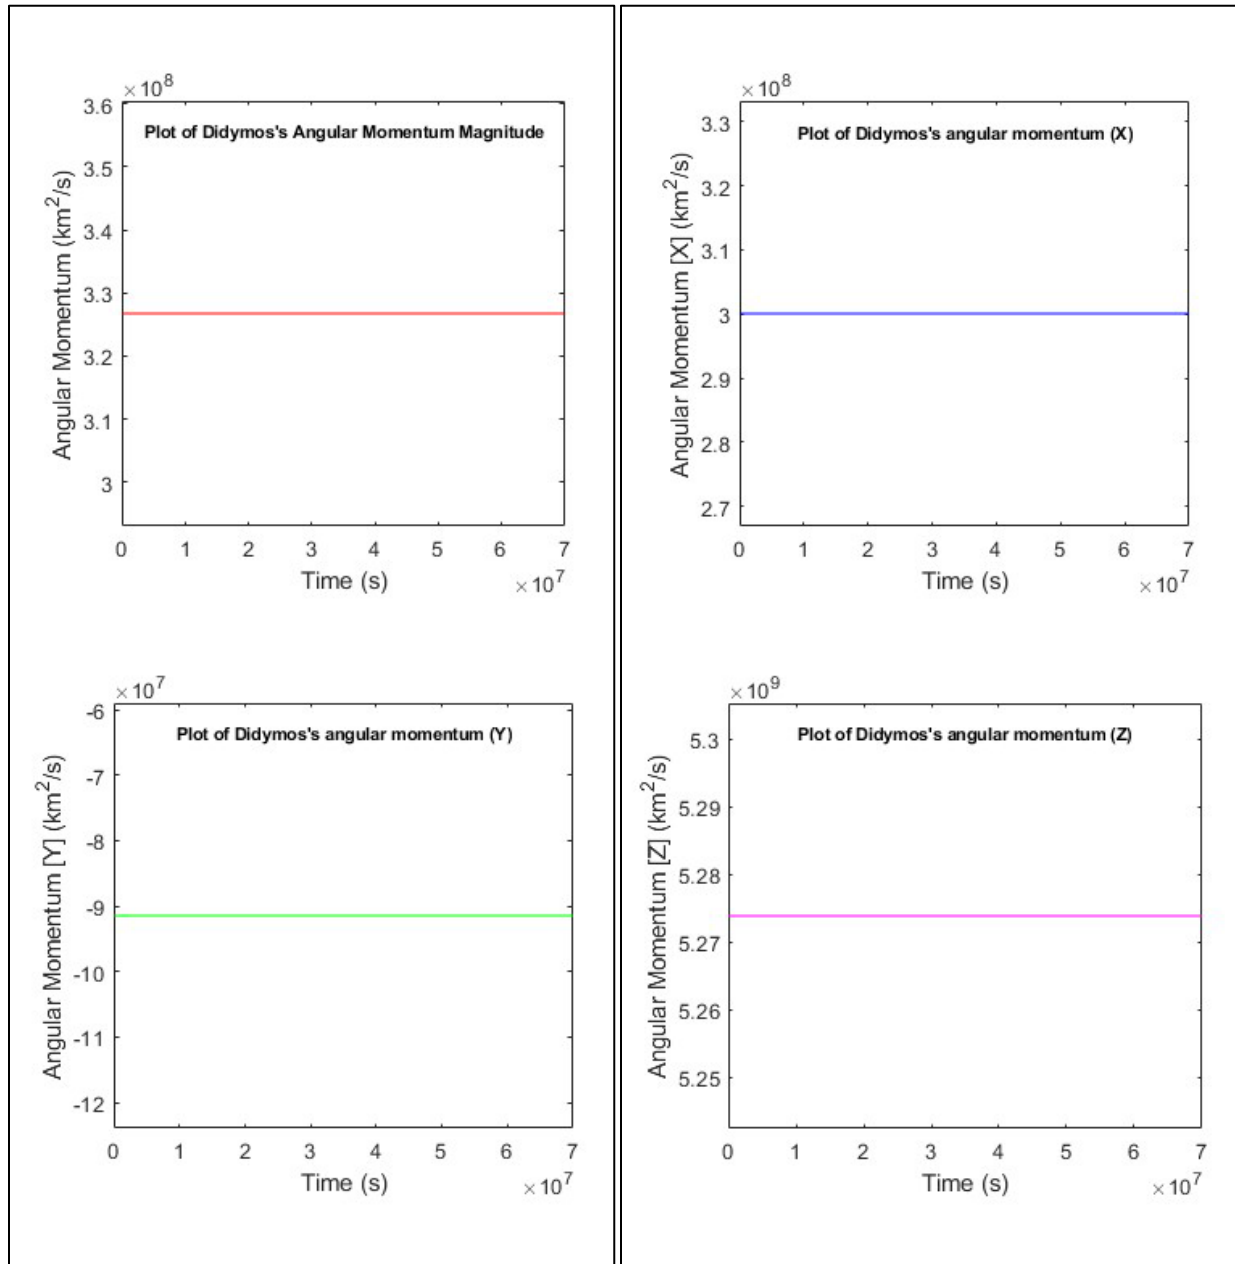 ×10^8
Plot of Didymos's Angular Momentum Magnitude
Angular Momentum (km^2/s)
3.6
3.5
3.4
3.3
3.2
3.1
3
0 1 2 3 4 5 6 7
Time (s)
×10^7
×10^8
Plot of Didymos's angular momentum (X)
Angular Momentum [X] (km^2/s)
3.3
3.2
3.1
3
2.9
2.8
2.7
0 1 2 3 4 5 6 7
Time (s)
×10^7
×10^7
Plot of Didymos's angular momentum (Y)
Angular Momentum [Y] (km^2/s)
-6
-7
-8
-9
-10
-11
-12
0 1 2 3 4 5 6 7
Time (s)
×10^7
×10^9
Plot of Didymos's angular momentum (Z)
Angular Momentum [Z] (km^2/s)
5.3
5.29
5.28
5.27
5.26
5.25
0 1 2 3 4 5 6 7
Time (s)
×10^7